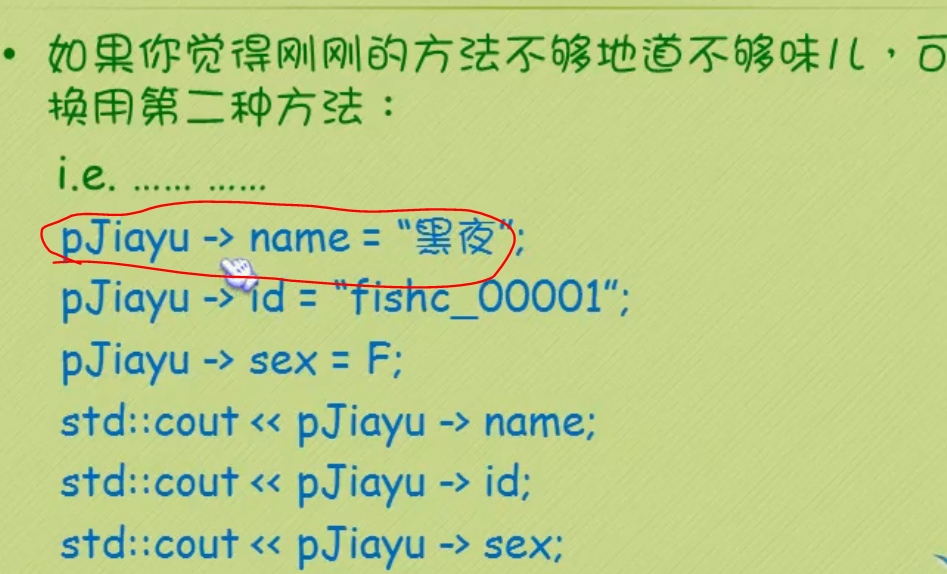 • 如果你觉得刚刚的方法不够地道不够味儿，可
换用第二种方法：
i.e. …… ……
pJiayu -> name = “黑夜”;
pJiayu -> id = “fishc_00001”;
pJiayu -> sex = F;
std::cout << pJiayu -> name;
std::cout << pJiayu -> id;
std::cout << pJiayu -> sex;